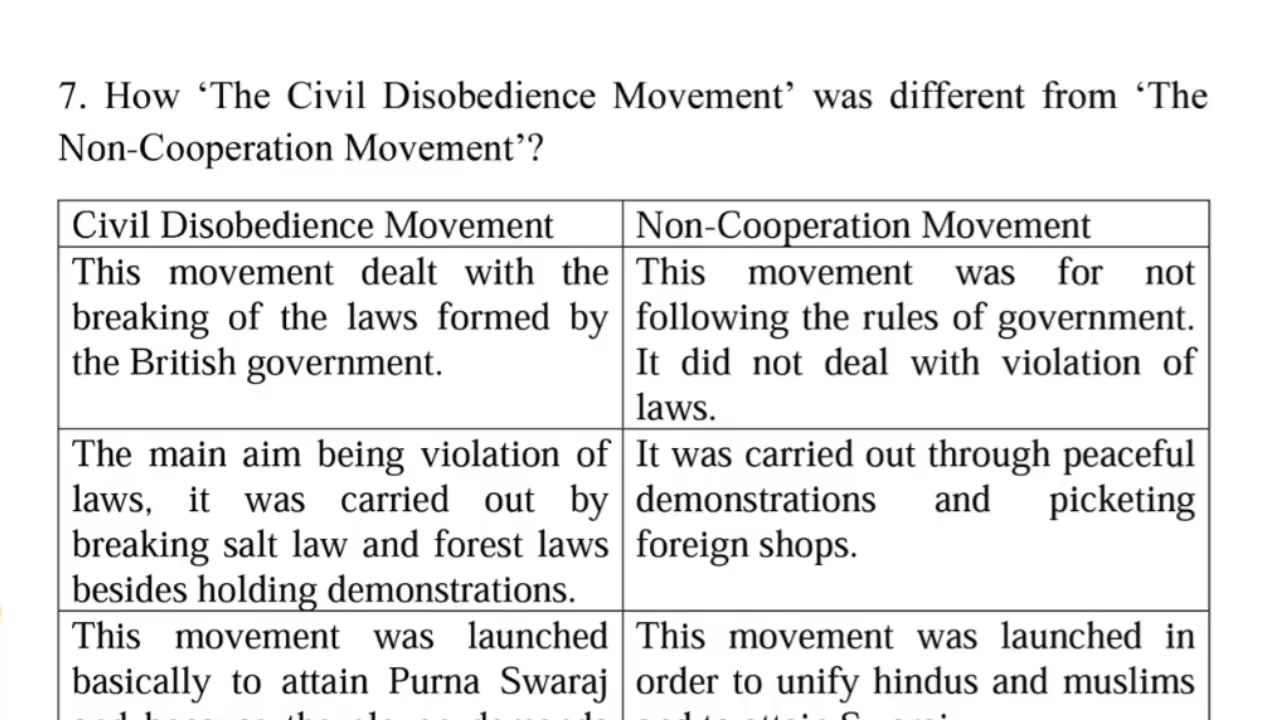 7. How ‘The Civil Disobedience Movement’ was different from ‘The
Non-Cooperation Movement’?
Civil Disobedience Movement
Non-Cooperation Movement
This movement dealt with the
breaking of the laws formed by
the British government.
This movement was for not
following the rules of government.
It did not deal with violation of
laws.
The main aim being violation of
laws, it was carried out by
breaking salt law and forest laws
besides holding demonstrations.
It was carried out through peaceful
demonstrations and picketing
foreign shops.
This movement was launched
basically to attain Purna Swaraj
This movement was launched in
order to unify hindus and muslims